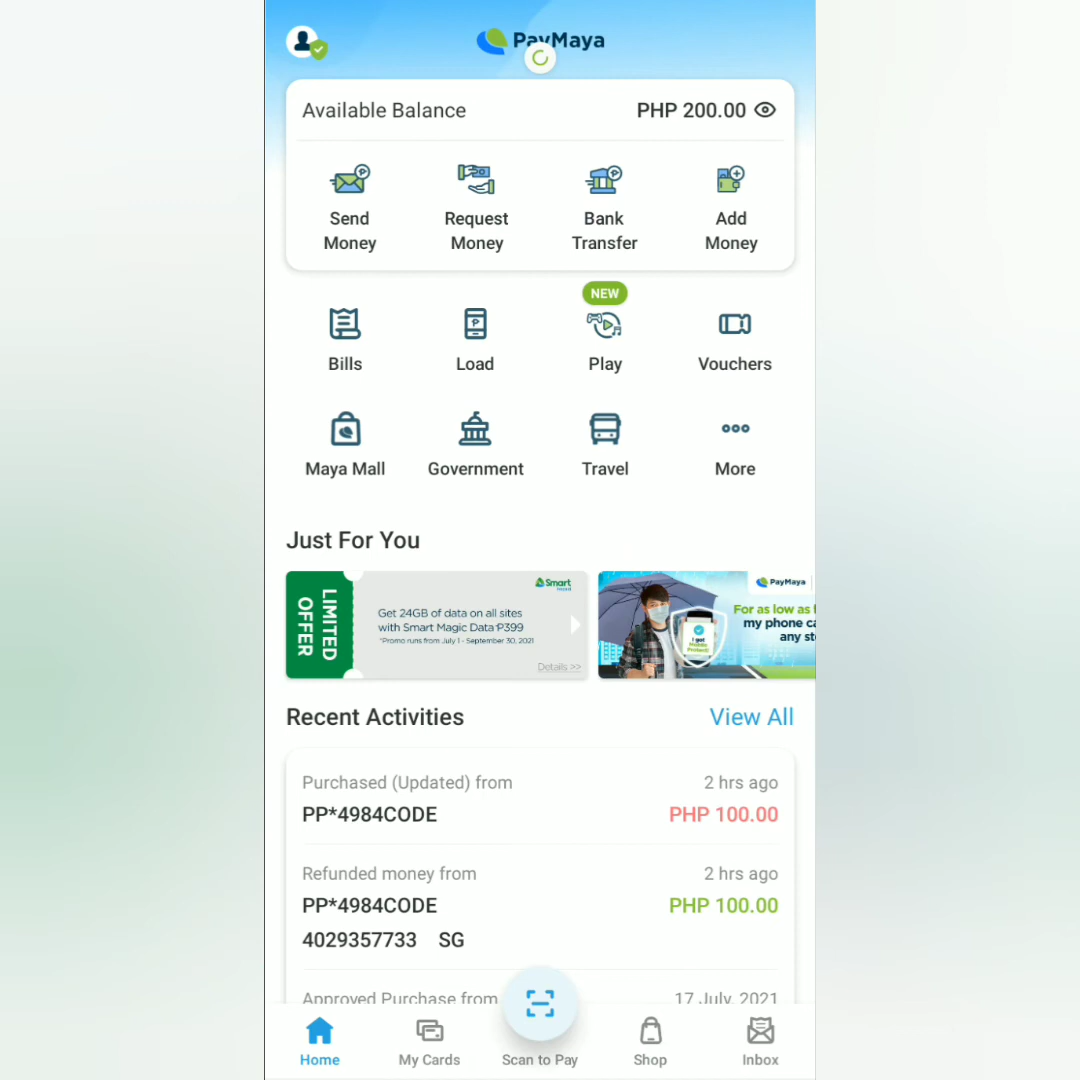 PayMaya
Available Balance
PHP 200.00
Send
Money
Request
Money
Bank
Transfer
Add
Money
NEW
Bills
Load
Play
Vouchers
Maya Mall
Government
Travel
More
Just For You
LIMITED
OFFER
Smart
Get 24GB of data on all sites
with Smart Magic Data ₱399
*Promo runs from July 1 - September 30, 2021
Details >>
PayMaya
For as low as
my phone ca
any st
I got
Mobile
Protect!
Recent Activities
View All
Purchased (Updated) from
2 hrs ago
PP*4984CODE
PHP 100.00
Refunded money from
2 hrs ago
PP*4984CODE
PHP 100.00
4029357733 SG
Approved Purchase from
17 July, 2021
Home
My Cards
Scan to Pay
Shop
Inbox